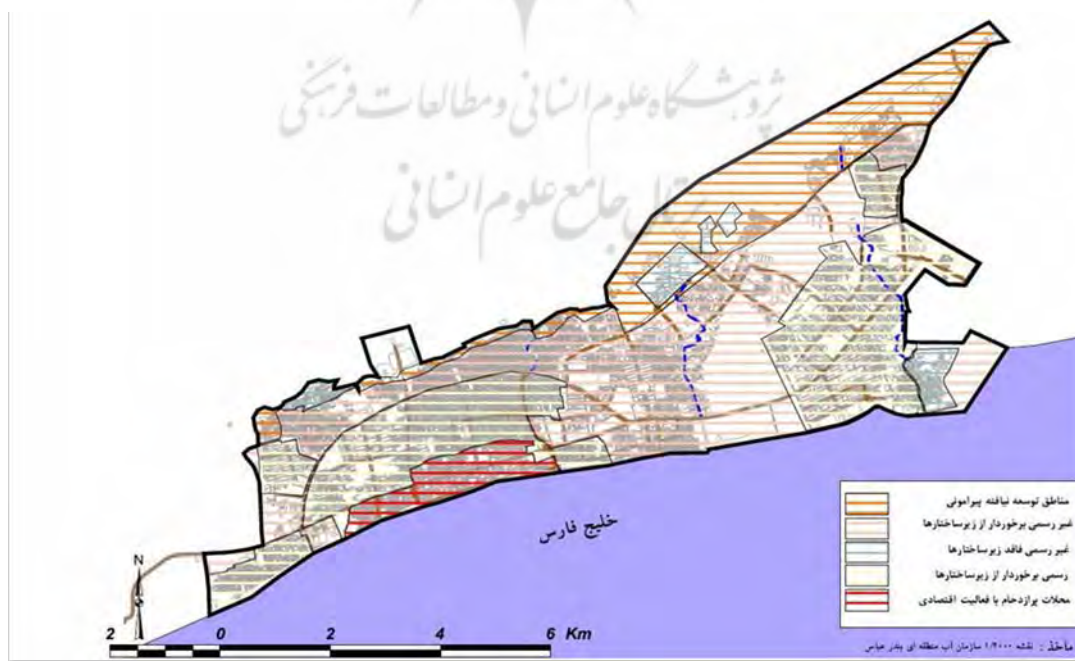 پژوهشگاه علوم انسانی و مطالعات فرهنگی
پرتال جامع علوم انسانی
خلیج فارس
N
2 0 2 4 6 Km
مناطق توسعه نیافته پیرامونی
غیر رسمی برخوردار از زیرساختارها
غیر رسمی فاقد زیرساختارها
رسمی برخوردار از زیرساختارها
محلات پرازدحام با فعالیت اقتصادی
مأخذ : نقشه ۱/۲۰۰۰ سازمان آب منطقه ای بندر عباس